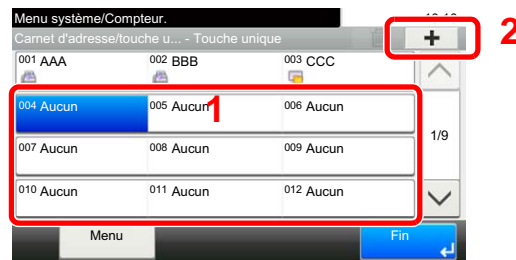 Menu système/Compteur.
Carnet d'adresse/touche u... - Touche unique
+
2
001 AAA 002 BBB 003 CCC
004 Aucun 005 Aucun 006 Aucun
1
1/9
007 Aucun 008 Aucun 009 Aucun
010 Aucun 011 Aucun 012 Aucun
Menu Fin